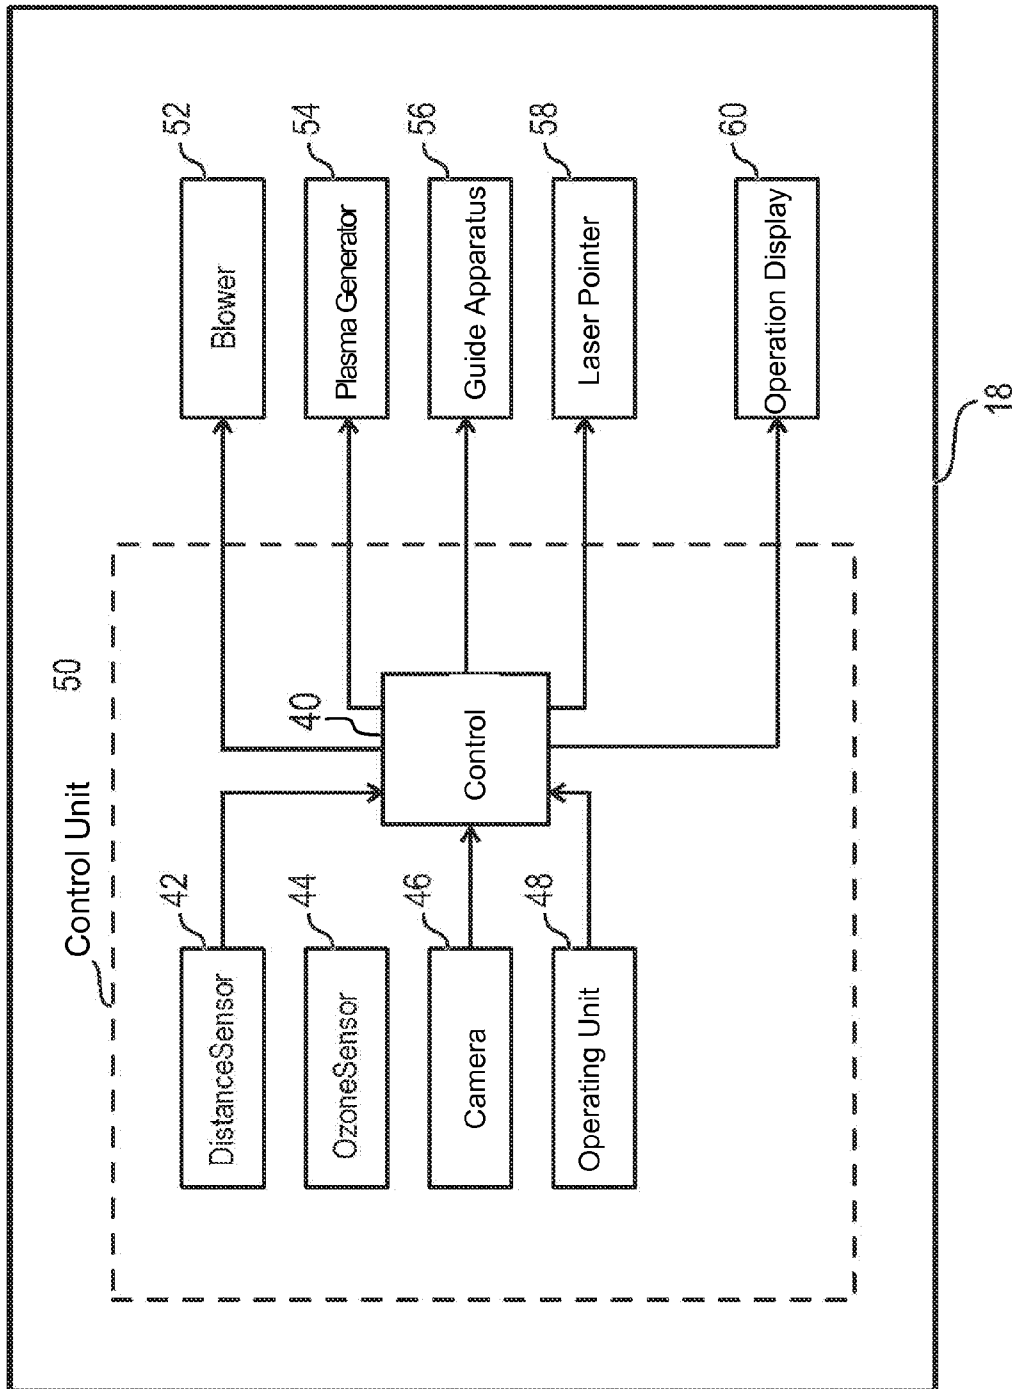 Control Unit
50
DistanceSensor
42
OzoneSensor
44
Camera
46
Operating Unit
48
Control
40
Blower
52
Plasma Generator
54
Guide Apparatus
56
Laser Pointer
58
Operation Display
60
18